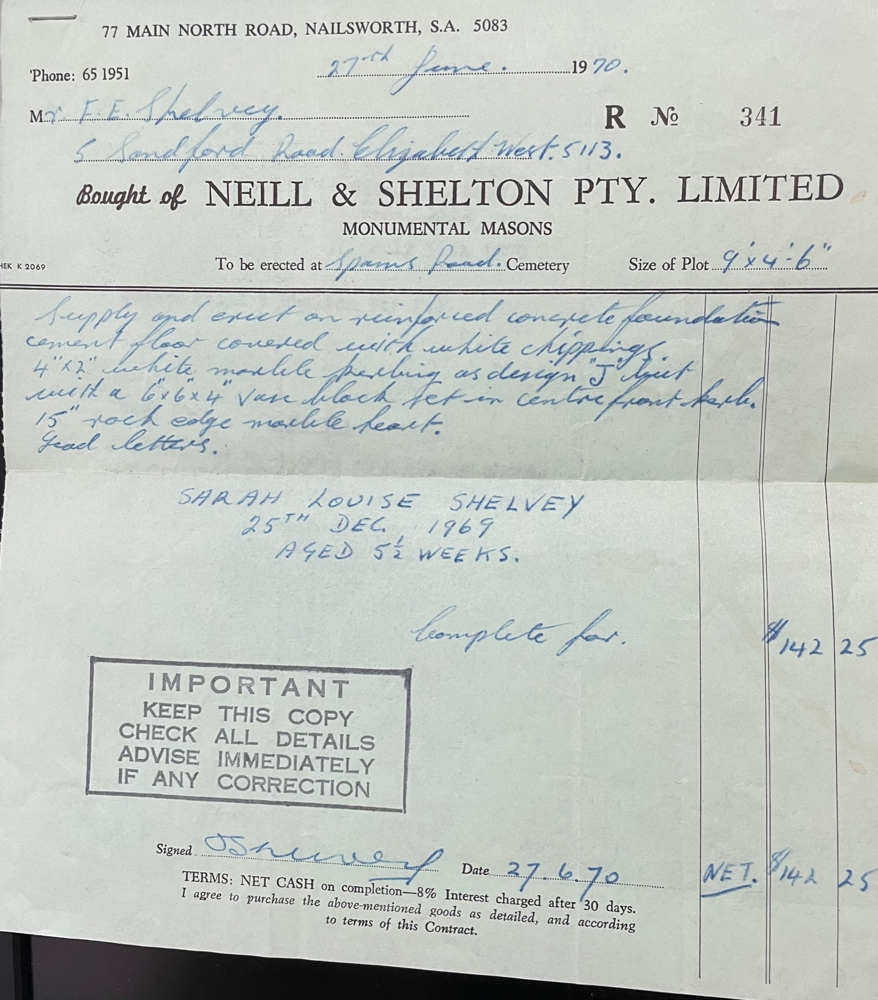 77 MAIN NORTH ROAD, NAILSWORTH, S.A. 5083
'Phone: 65 1951 27th June. 1970.
Mr. F. E. Shelvey.
R No 341
5 Sandford Road. Elizabeth West. 5113.
Bought of NEILL & SHELTON PTY. LIMITED
MONUMENTAL MASONS
HEK K 2069 To be erected at Spains Road. Cemetery Size of Plot 9' x 4'-6"
Supply and erect on reinforced concrete foundation
cement floor covered with white chippings.
4" x 2" white marble kerbing as design "J" but
with a 6" x 6" x 4" vase block set in centre front kerb.
15" rock edge marble heart.
Lead letters.
SARAH LOUISE SHELVEY
25TH DEC. 1969
AGED 5½ WEEKS.
Complete for. $142 25
IMPORTANT
KEEP THIS COPY
CHECK ALL DETAILS
ADVISE IMMEDIATELY
IF ANY CORRECTION
Signed Date 27.6.70 NET. $142 25
TERMS: NET CASH on completion—8% Interest charged after 30 days.
I agree to purchase the above-mentioned goods as detailed, and according
to terms of this Contract.